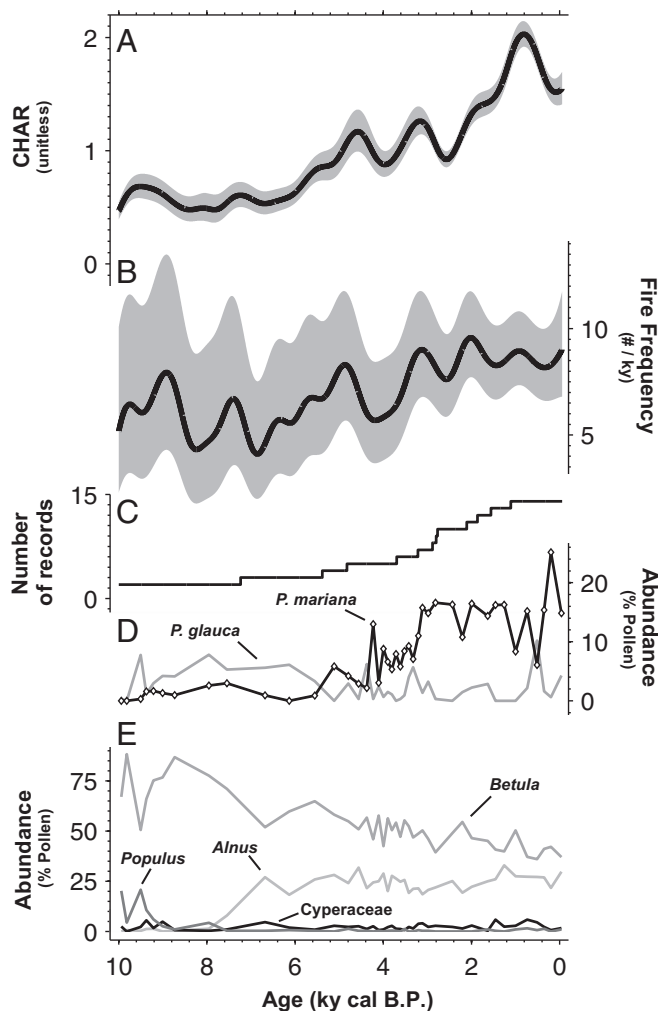 A
2
1
0
CHAR
(unitless)
B
10
5
Fire Frequency
(# / ky)
C
15
0
Number
of records
D
P. glauca
P. mariana
20
10
0
Abundance
(% Pollen)
E
75
50
25
0
Abundance
(% Pollen)
Populus
Alnus
Betula
Cyperaceae
10
8
6
4
2
0
Age (ky cal B.P.)